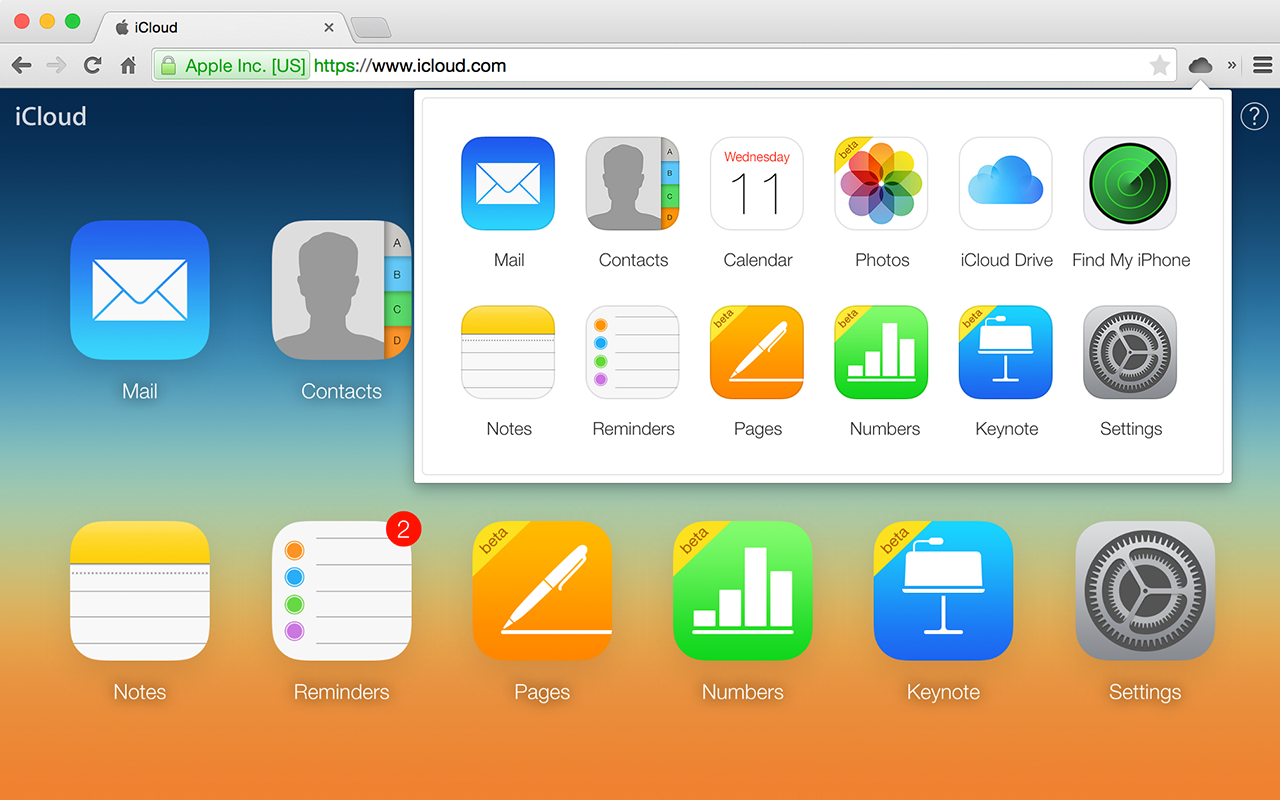 iCloud
Apple Inc. [US] https://www.icloud.com
iCloud
?
A
B
C
D
Wednesday
11
beta
Mail
Contacts
Calendar
Photos
iCloud Drive
Find My iPhone
beta
beta
beta
Notes
Reminders
Pages
Numbers
Keynote
Settings
A
B
C
D
Mail
Contacts
2
beta
beta
beta
Notes
Reminders
Pages
Numbers
Keynote
Settings